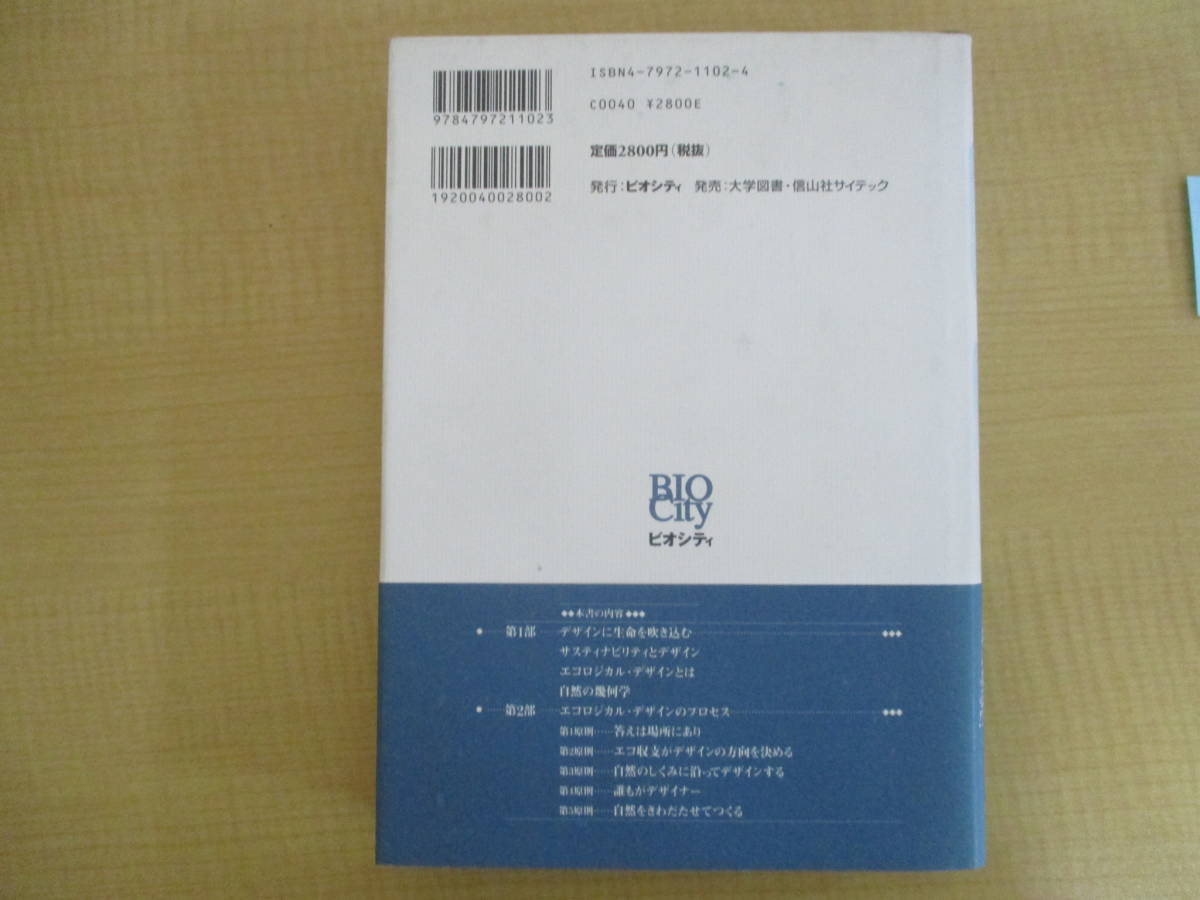 ISBN4-7972-1102-4
9784797211023
C0040 ¥2800E
定価2800円(税抜)
1920040028002
発行:ビオシティ 発売:大学図書・信山社サイテック
BIO
City
ビオシティ
◆◆本書の内容◆◆◆
● 第1部 デザインに生命を吹き込む ◆◆◆
サスティナビリティとデザイン
エコロジカル・デザインとは
自然の幾何学
● 第2部 エコロジカル・デザインのプロセス ◆◆◆
第1原則……答えは場所にあり
第2原則……エコ収支がデザインの方向を決める
第3原則……自然のしくみに沿ってデザインする
第4原則……誰もがデザイナー
第5原則……自然をきわだたせてつくる